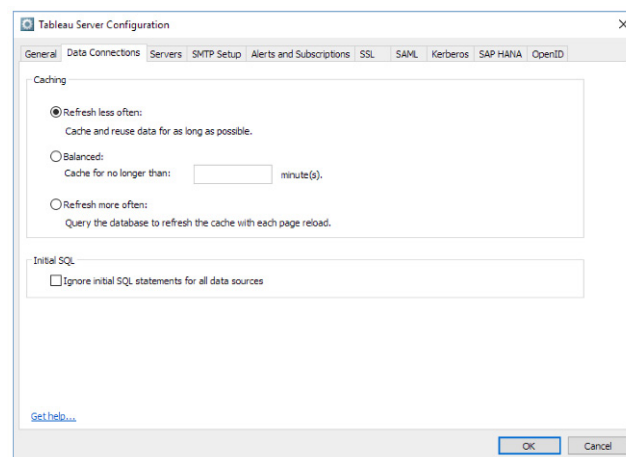 Tableau Server Configuration
General Data Connections Servers SMTP Setup Alerts and Subscriptions SSL SAML Kerberos SAP HANA OpenID
Caching
Refresh less often:
Cache and reuse data for as long as possible.
Balanced:
Cache for no longer than: minute(s).
Refresh more often:
Query the database to refresh the cache with each page reload.
Initial SQL
Ignore initial SQL statements for all data sources
Get help...
OK Cancel